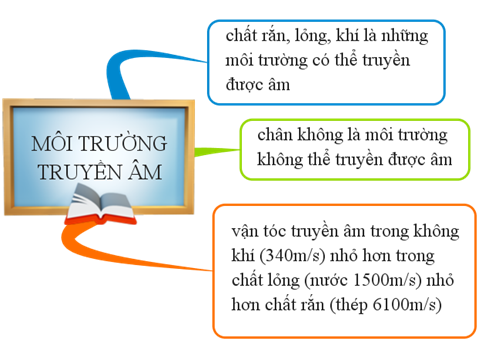 chất rắn, lỏng, khí là những
môi trường có thể truyền
được âm
MÔI TRƯỜNG
TRUYỀN ÂM
chân không là môi trường
không thể truyền được âm
vận tóc truyền âm trong không
khí (340m/s) nhỏ hơn trong
chất lỏng (nước 1500m/s) nhỏ
hơn chất rắn (thép 6100m/s)